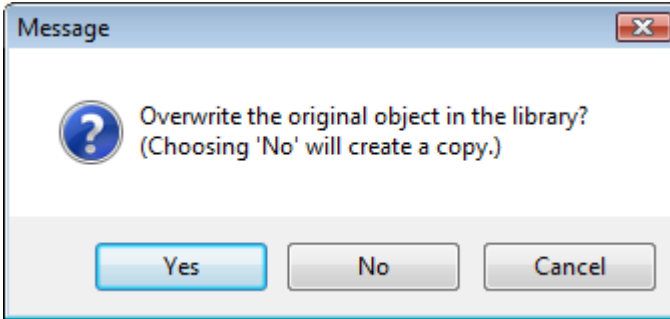 Message
Overwrite the original object in the library?
(Choosing 'No' will create a copy.)
Yes
No
Cancel